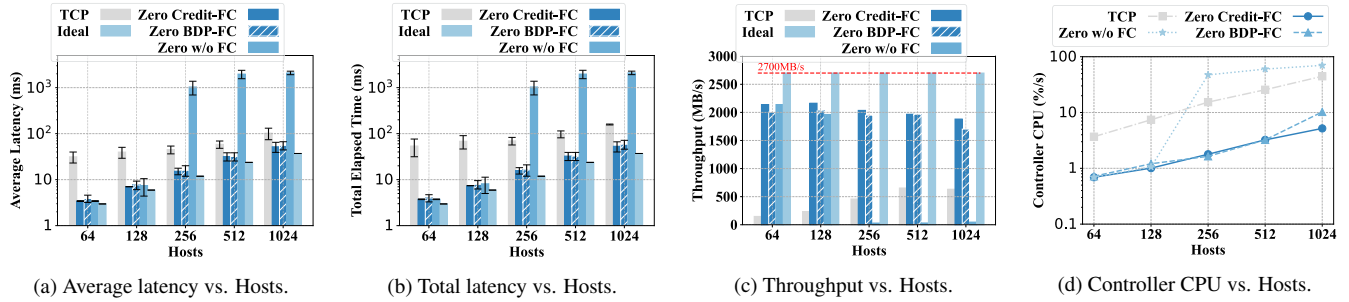 TCP Zero Credit-FC
Ideal Zero BDP-FC
Zero w/o FC
Average Latency (ms)
10³
10²
10
1
64 128 256 512 1024
Hosts
(a) Average latency vs. Hosts.
TCP Zero Credit-FC
Ideal Zero BDP-FC
Zero w/o FC
Total Elapsed Time (ms)
10³
10²
10
1
64 128 256 512 1024
Hosts
(b) Total latency vs. Hosts.
TCP Zero Credit-FC
Ideal Zero BDP-FC
Zero w/o FC
Throughput (MB/s)
3000
2700MB/s
2500
2000
1500
1000
500
0
64 128 256 512 1024
Hosts
(c) Throughput vs. Hosts.
TCP Zero Credit-FC
Zero w/o FC Zero BDP-FC
Controller CPU (%/s)
100
10
1
0.1
64 128 256 512 1024
Hosts
(d) Controller CPU vs. Hosts.